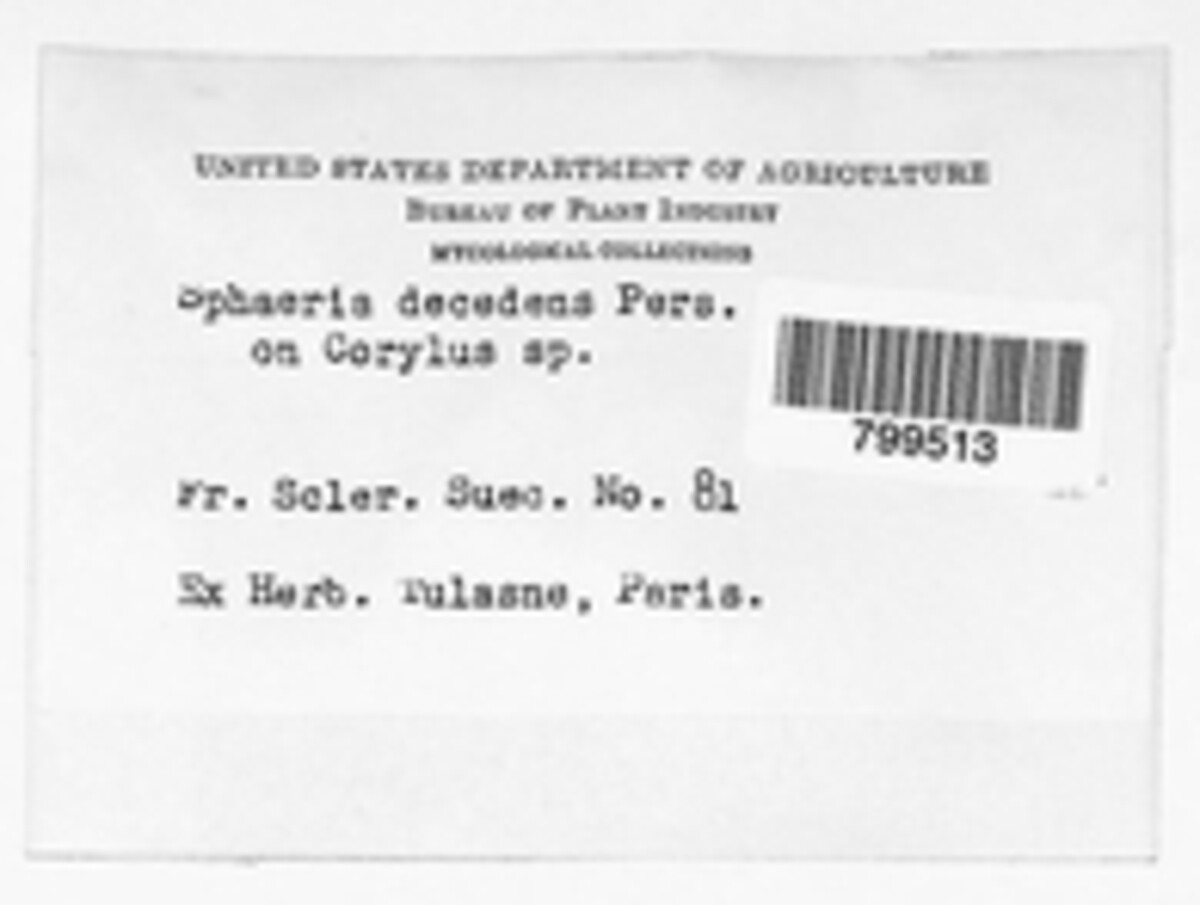 UNITED STATES DEPARTMENT OF AGRICULTURE
BUREAU OF PLANT INDUSTRY
MYCOLOGICAL COLLECTIONS
Sphaeria decedens Pers.
on Corylus sp.
799513
Fr. Scler. Suec. No. 81
Ex Herb. Tulasne, Paris.